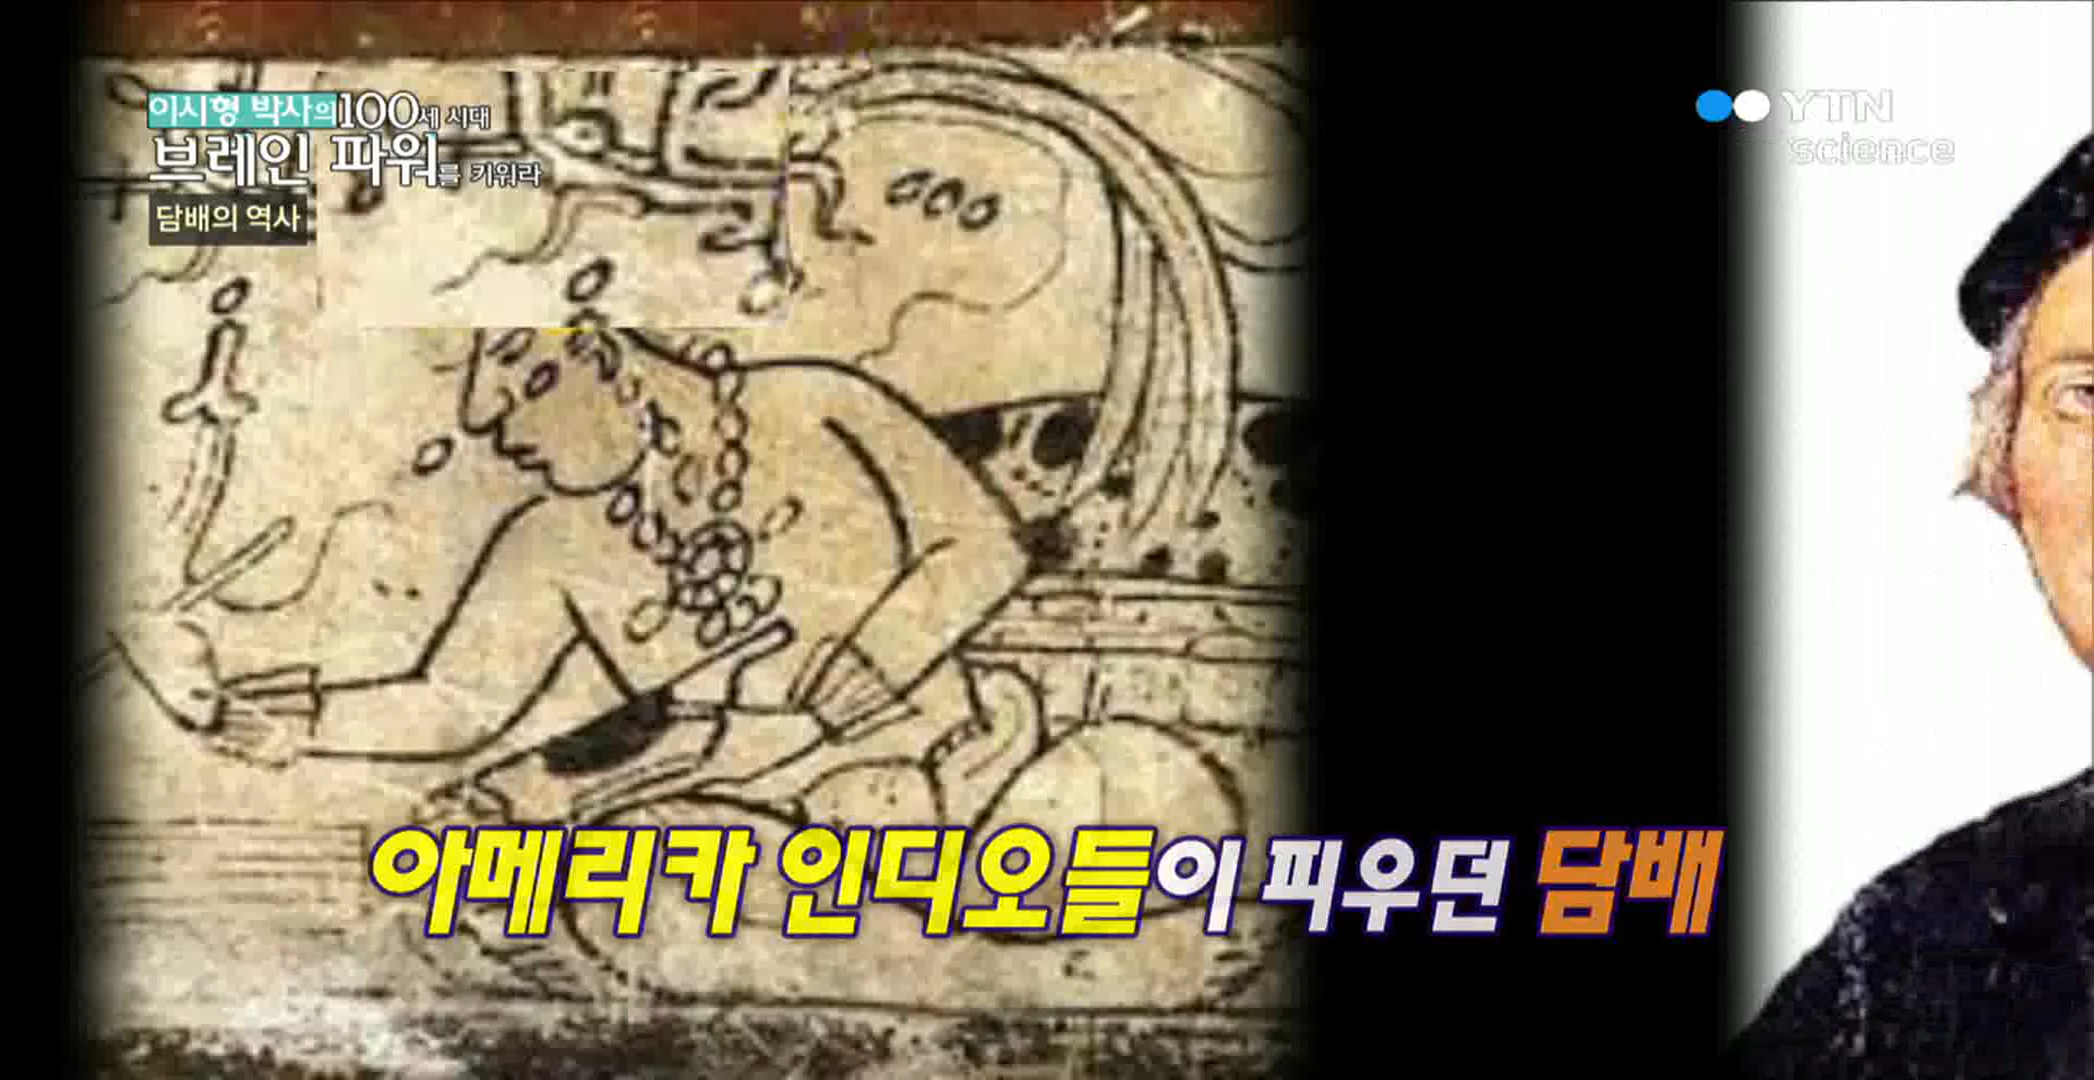 이시형 박사의 100세 시대
브레인 파워를 키워라
담배의 역사
YTN
science
아메리카 인디오들이 피우던 담배